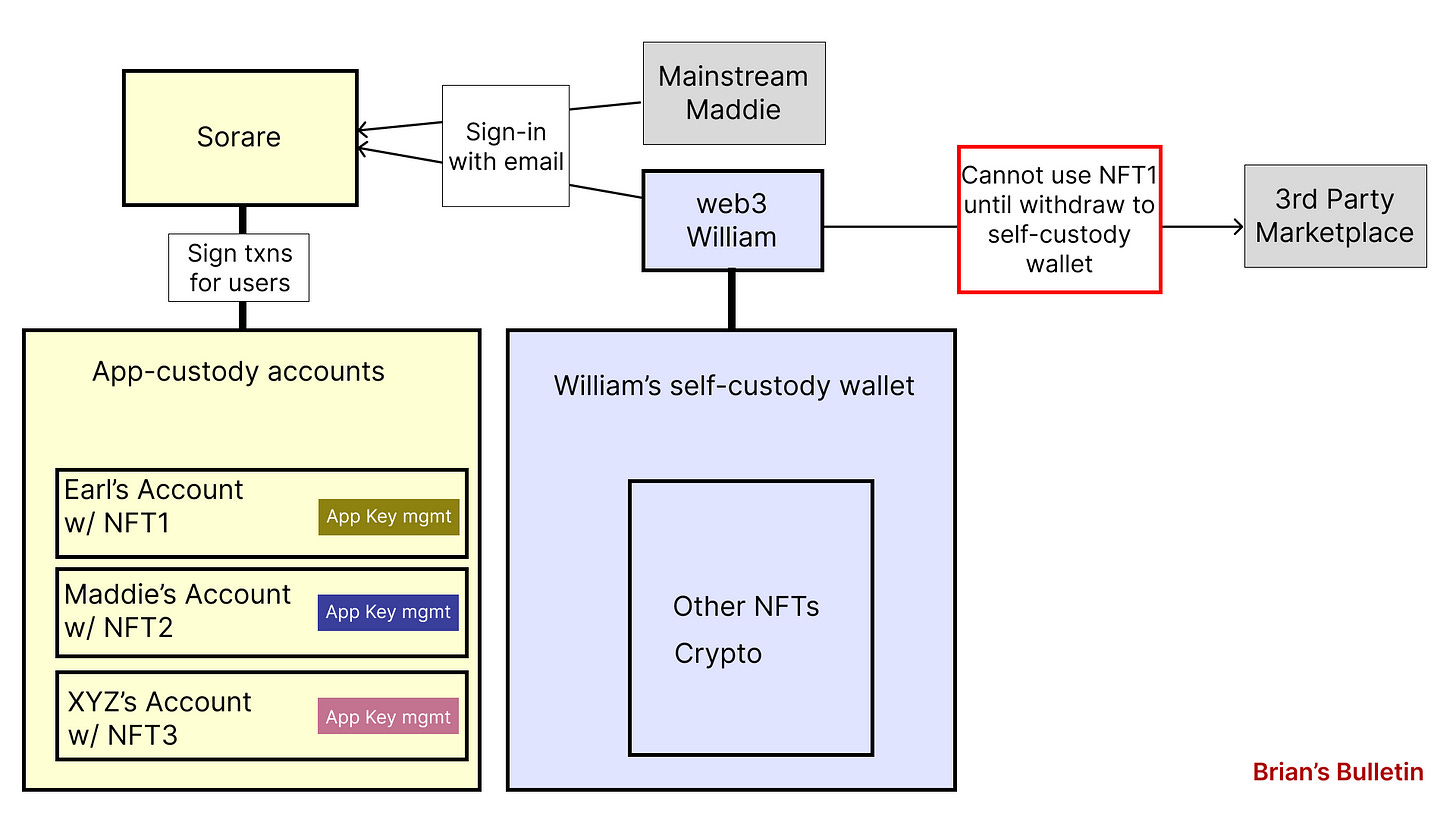 Mainstream
Maddie
Sorare
Sign-in
with email
web3
William
Cannot use NFT1
until withdraw to
self-custody
wallet
3rd Party
Marketplace
Sign txns
for users
App-custody accounts
Earl’s Account
w/ NFT1
App Key mgmt
Maddie’s Account
w/ NFT2
App Key mgmt
XYZ’s Account
w/ NFT3
App Key mgmt
William’s self-custody wallet
Other NFTs
Crypto
Brian’s Bulletin